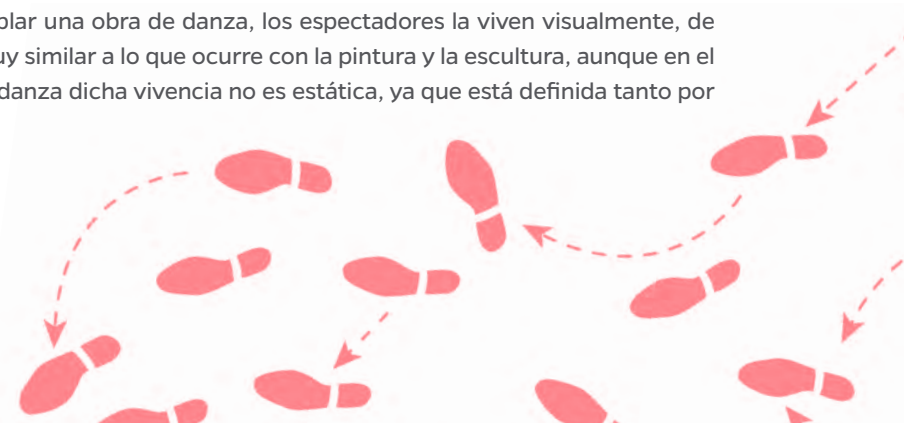 plar una obra de danza, los espectadores la viven visualmente, de
uy similar a lo que ocurre con la pintura y la escultura, aunque en el
danza dicha vivencia no es estática, ya que está definida tanto por